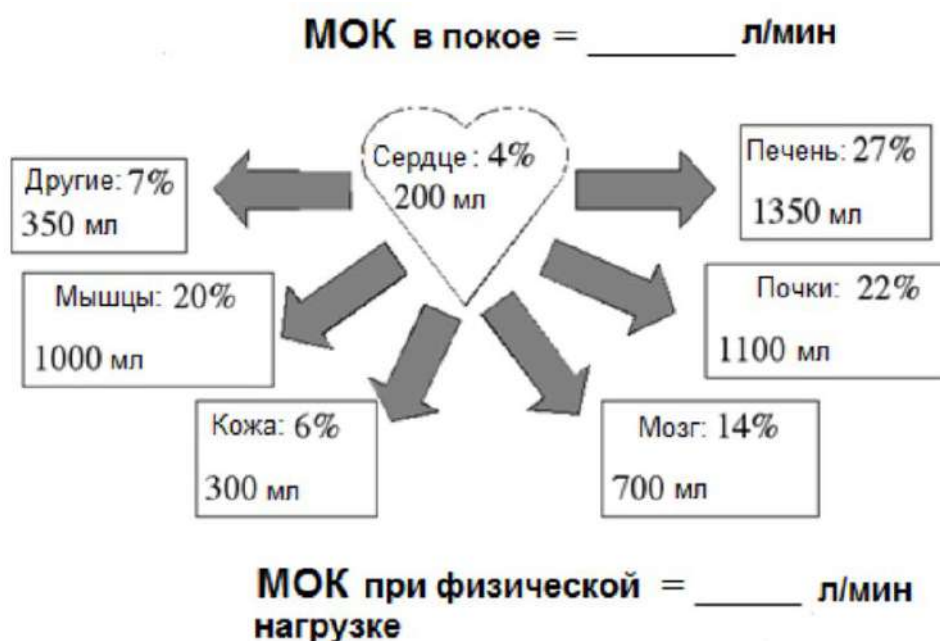 МОК в покое = _______ л/мин
Сердце: 4%
200 мл
Другие: 7%
350 мл
Печень: 27%
1350 мл
Мышцы: 20%
1000 мл
Почки: 22%
1100 мл
Кожа: 6%
300 мл
Мозг: 14%
700 мл
МОК при физической = _____ л/мин
нагрузке